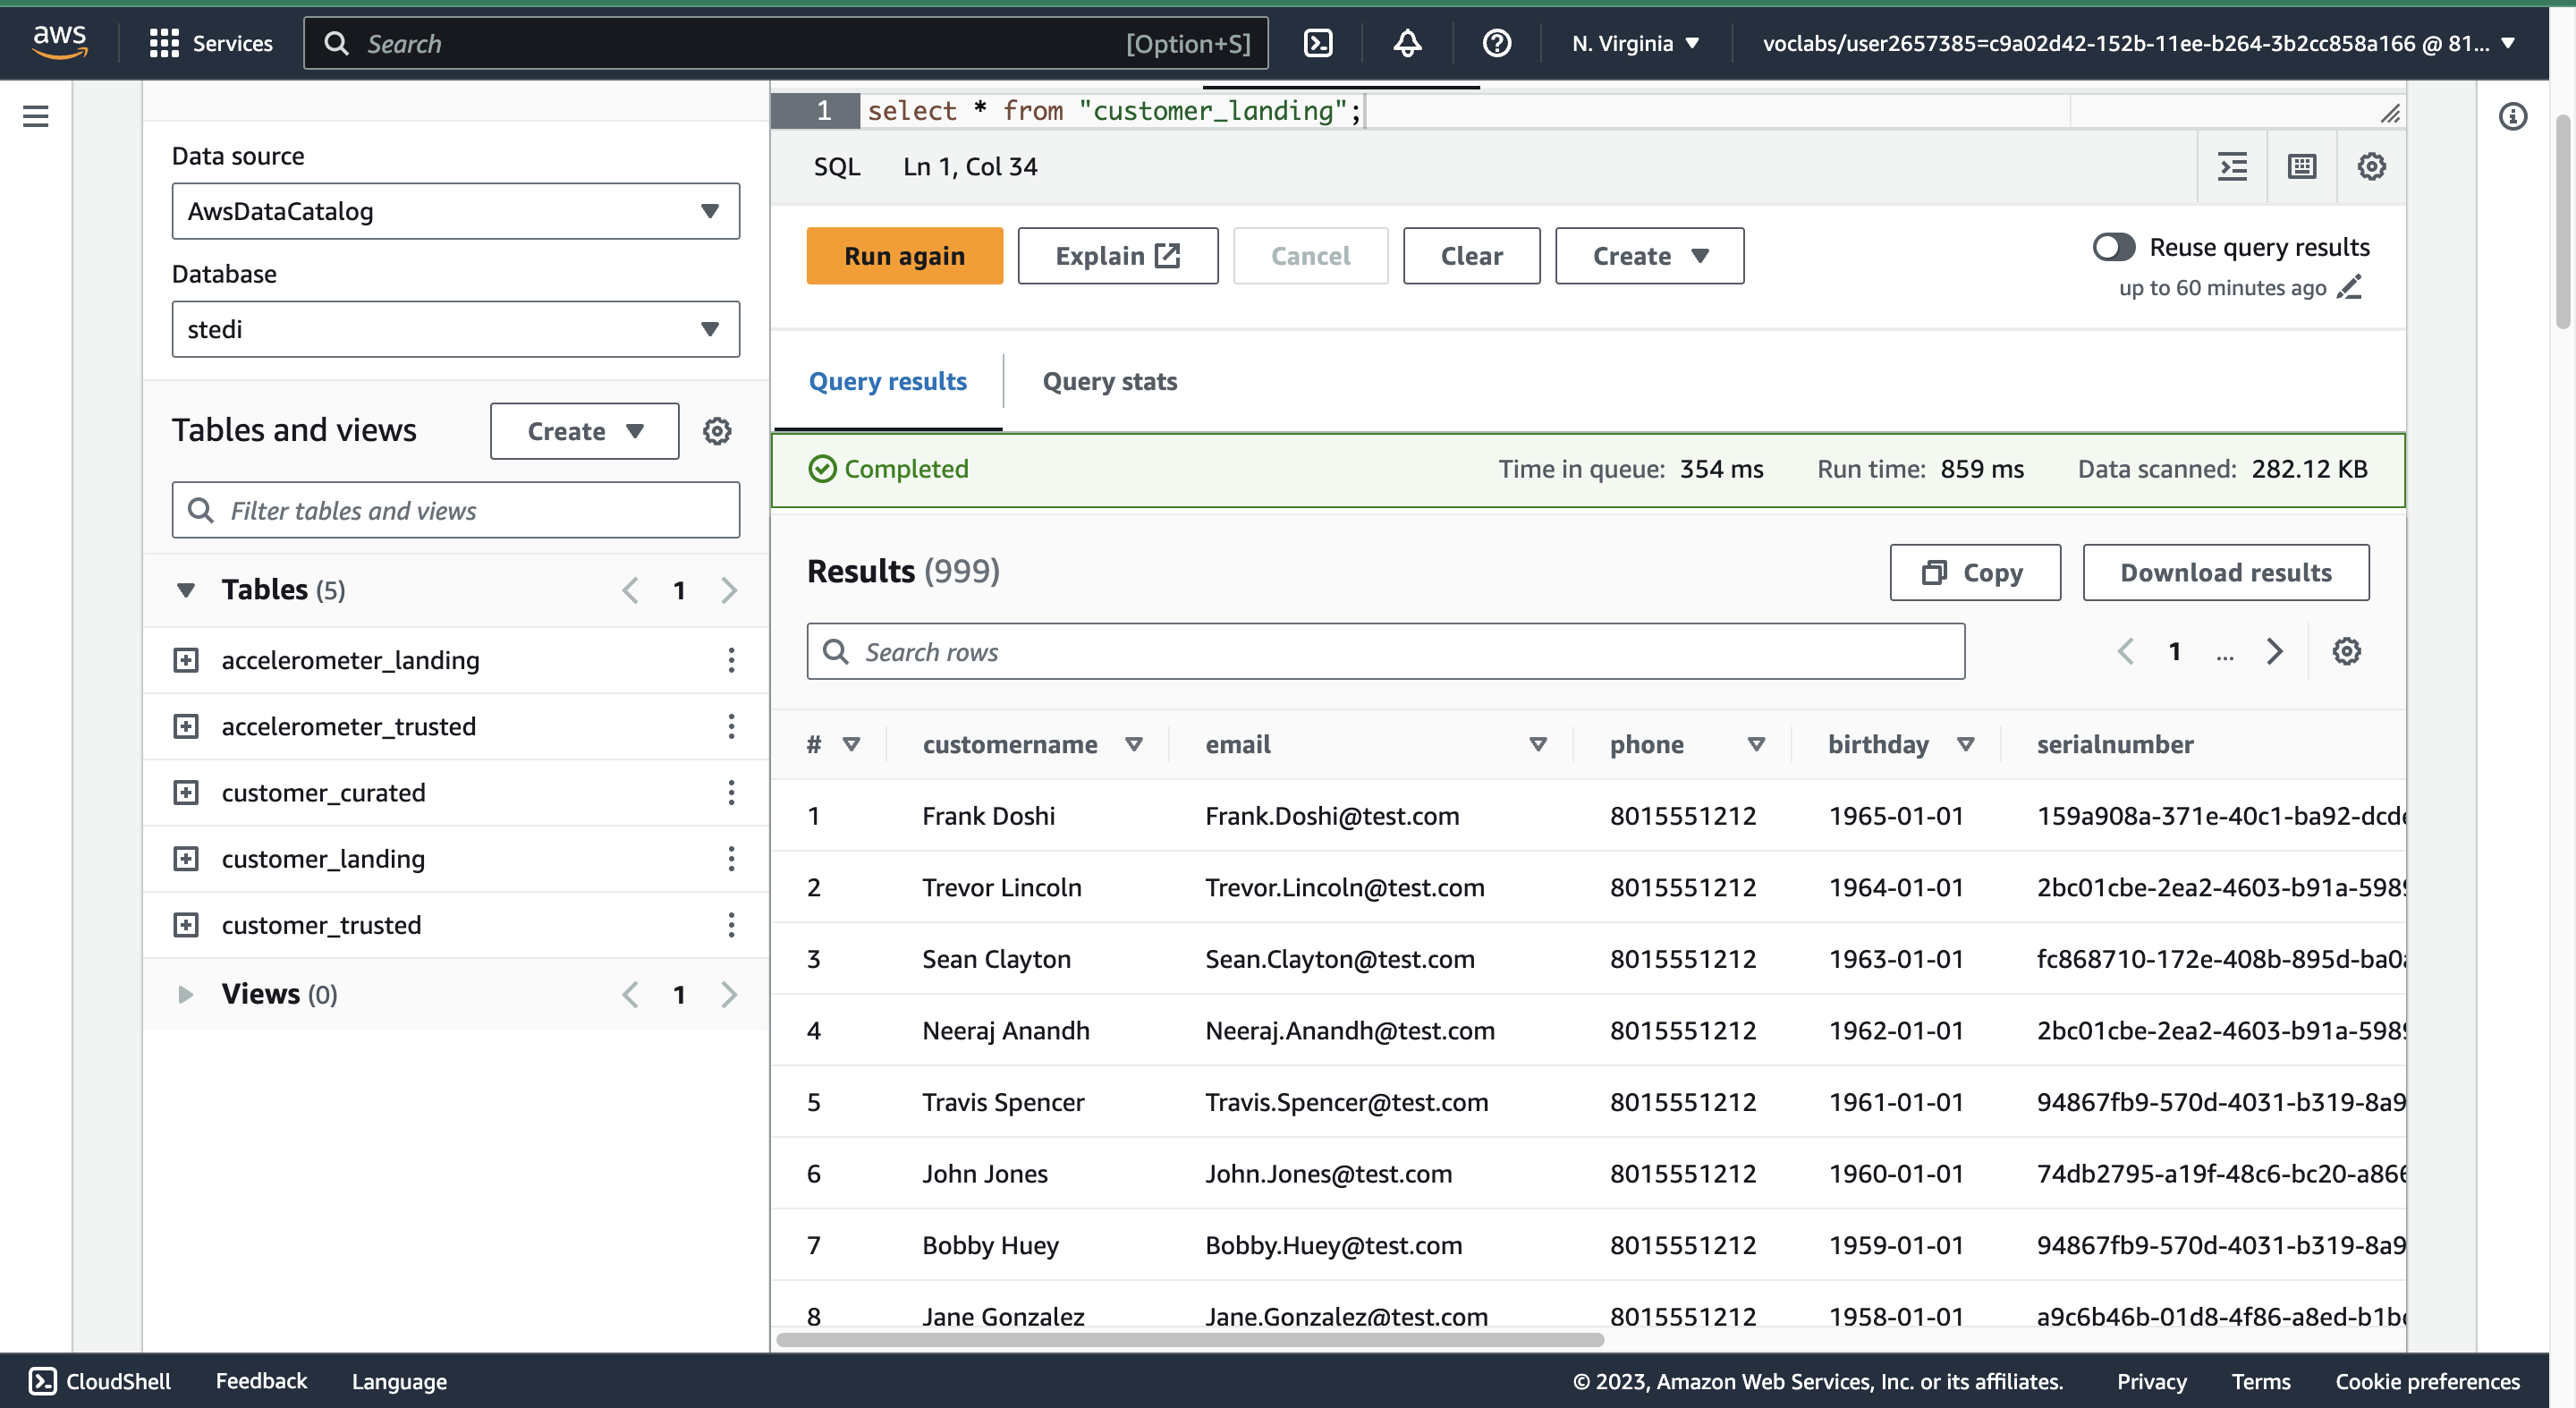 aws Services Search [Option+S] N. Virginia voclabs/user2657385=c9a02d42-152b-11ee-b264-3b2cc858a166 @ 81...
Data source
AwsDataCatalog
Database
stedi
Tables and views Create
Filter tables and views
Tables (5) 1
accelerometer_landing
accelerometer_trusted
customer_curated
customer_landing
customer_trusted
Views (0) 1
1 select * from "customer_landing";
SQL Ln 1, Col 34
Run again Explain Cancel Clear Create Reuse query results
up to 60 minutes ago
Query results Query stats
Completed Time in queue: 354 ms Run time: 859 ms Data scanned: 282.12 KB
Results (999) Copy Download results
Search rows 1 ...
# customername email phone birthday serialnumber
1 Frank Doshi Frank.Doshi@test.com 8015551212 1965-01-01 159a908a-371e-40c1-ba92-dcde
2 Trevor Lincoln Trevor.Lincoln@test.com 8015551212 1964-01-01 2bc01cbe-2ea2-4603-b91a-5989
3 Sean Clayton Sean.Clayton@test.com 8015551212 1963-01-01 fc868710-172e-408b-895d-ba0a
4 Neeraj Anandh Neeraj.Anandh@test.com 8015551212 1962-01-01 2bc01cbe-2ea2-4603-b91a-5989
5 Travis Spencer Travis.Spencer@test.com 8015551212 1961-01-01 94867fb9-570d-4031-b319-8a9
6 John Jones John.Jones@test.com 8015551212 1960-01-01 74db2795-a19f-48c6-bc20-a866
7 Bobby Huey Bobby.Huey@test.com 8015551212 1959-01-01 94867fb9-570d-4031-b319-8a9
8 Jane Gonzalez Jane.Gonzalez@test.com 8015551212 1958-01-01 a9c6b46b-01d8-4f86-a8ed-b1b
CloudShell Feedback Language © 2023, Amazon Web Services, Inc. or its affiliates. Privacy Terms Cookie preferences